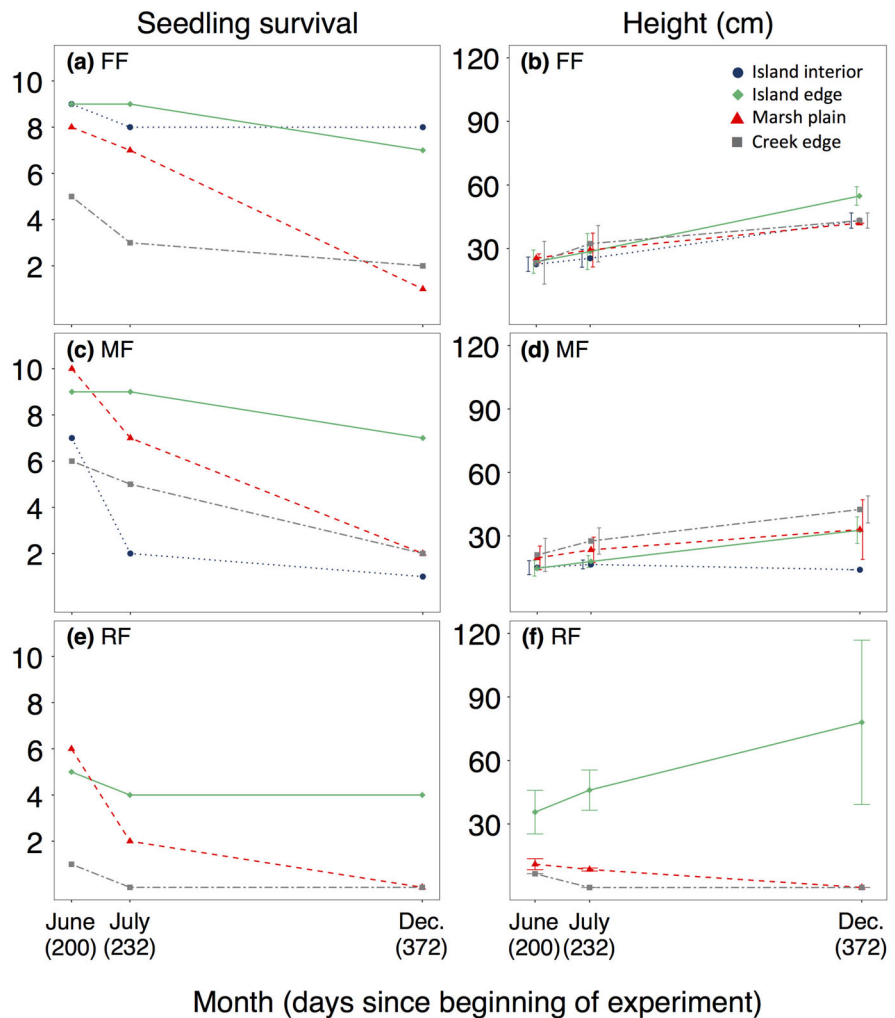 Seedling survival
Height (cm)
(a) FF
10
8
6
4
2
(b) FF
120
90
60
30
Island interior
Island edge
Marsh plain
Creek edge
(c) MF
10
8
6
4
2
(d) MF
120
90
60
30
(e) RF
10
8
6
4
2
(f) RF
120
90
60
30
June July Dec.
(200) (232) (372)
June July Dec.
(200) (232) (372)
Month (days since beginning of experiment)